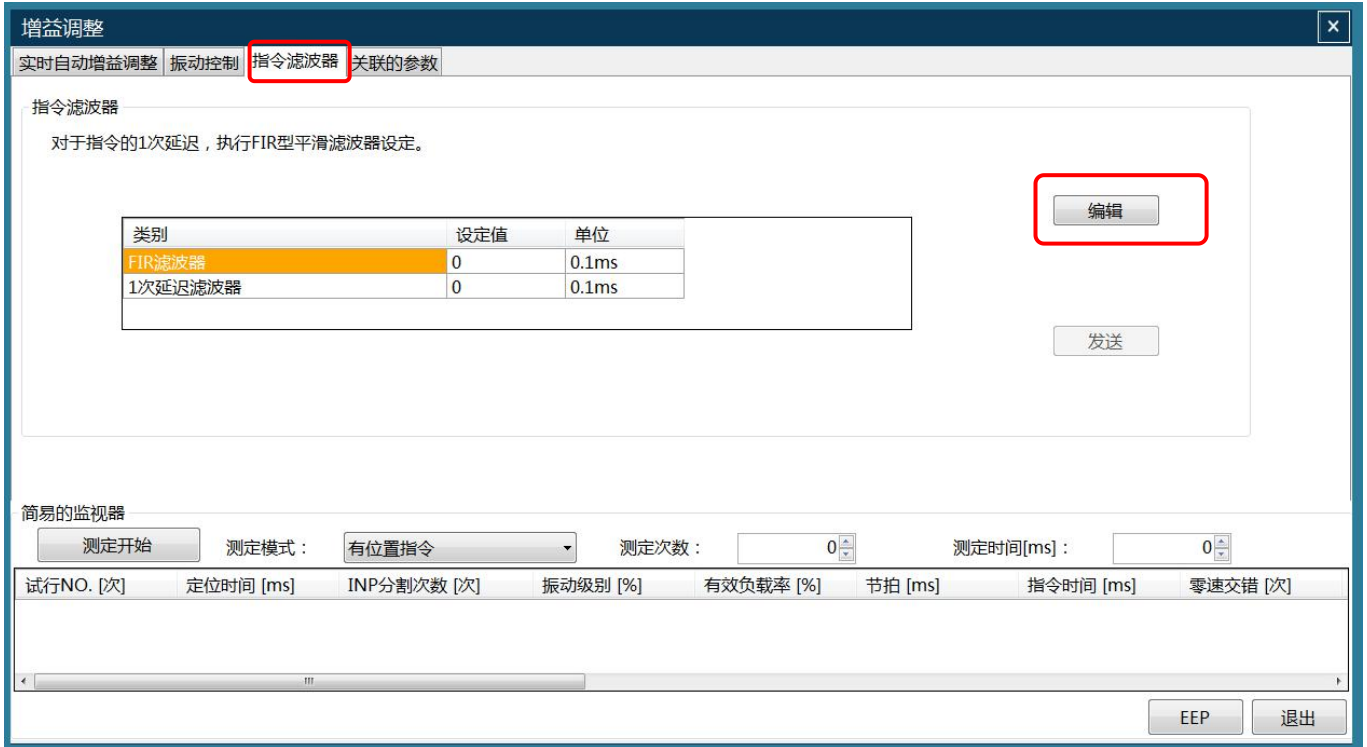 增益调整
实时自动增益调整 振动控制 指令滤波器 关联的参数
指令滤波器
对于指令的1次延迟，执行FIR型平滑滤波器设定。
编辑
类别 设定值 单位
FIR滤波器 0 0.1ms
1次延迟滤波器 0 0.1ms
发送
简易的监视器
测定开始 测定模式： 有位置指令 测定次数： 0 测定时间[ms]： 0
试行NO. [次] 定位时间 [ms] INP分割次数 [次] 振动级别 [%] 有效负载率 [%] 节拍 [ms] 指令时间 [ms] 零速交错 [次]
EEP 退出